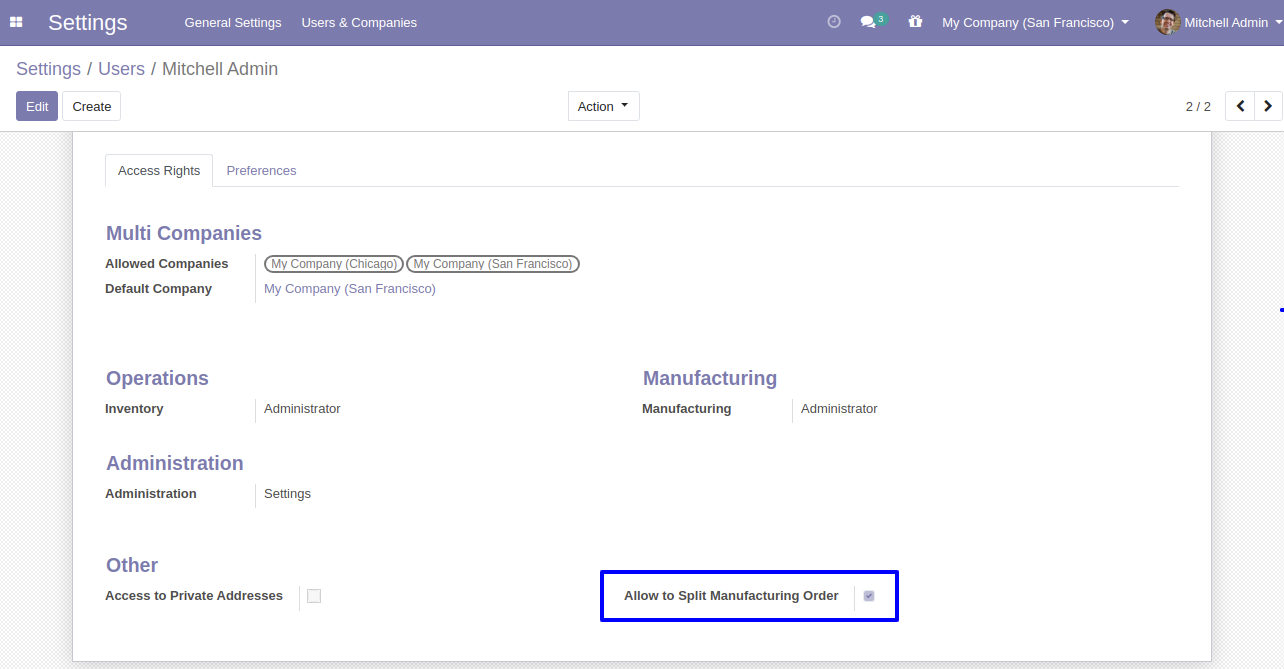 Settings General Settings Users & Companies 3 My Company (San Francisco) Mitchell Admin
Settings / Users / Mitchell Admin
Edit Create Action 2 / 2
Access Rights Preferences
Multi Companies
Allowed Companies My Company (Chicago) My Company (San Francisco)
Default Company My Company (San Francisco)
Operations Manufacturing
Inventory Administrator Manufacturing Administrator
Administration
Administration Settings
Other
Access to Private Addresses Allow to Split Manufacturing Order